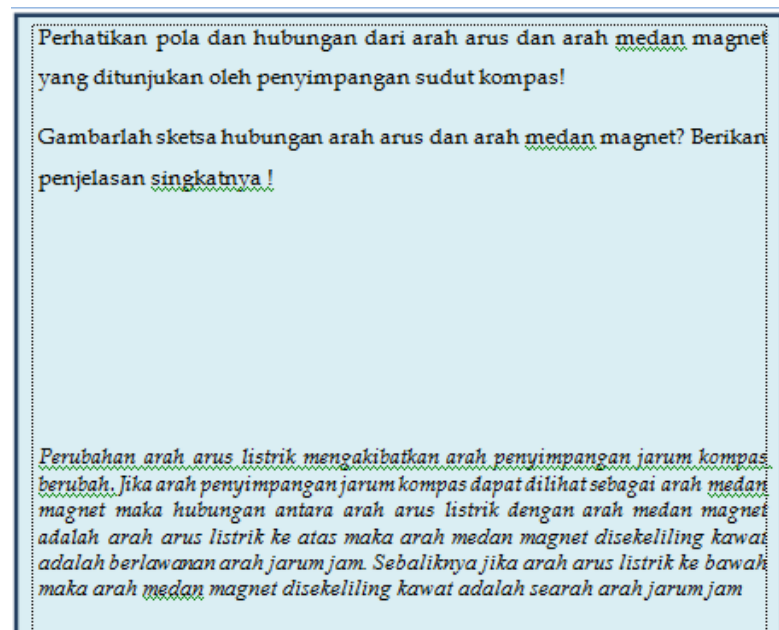 Perhatikan pola dan hubungan dari arah arus dan arah medan magnet
yang ditunjukan oleh penyimpangan sudut kompas!
Gambarlah sketsa hubungan arah arus dan arah medan magnet? Berikan
penjelasan singkatnya !
Perubahan arah arus listrik mengakibatkan arah penyimpangan jarum kompas
berubah. Jika arah penyimpangan jarum kompas dapat dilihat sebagai arah medan
magnet maka hubungan antara arah arus listrik dengan arah medan magnet
adalah arah arus listrik ke atas maka arah medan magnet disekeliling kawat
adalah berlawanan arah jarum jam. Sebaliknya jika arah arus listrik ke bawah
maka arah medan magnet disekeliling kawat adalah searah arah jarum jam